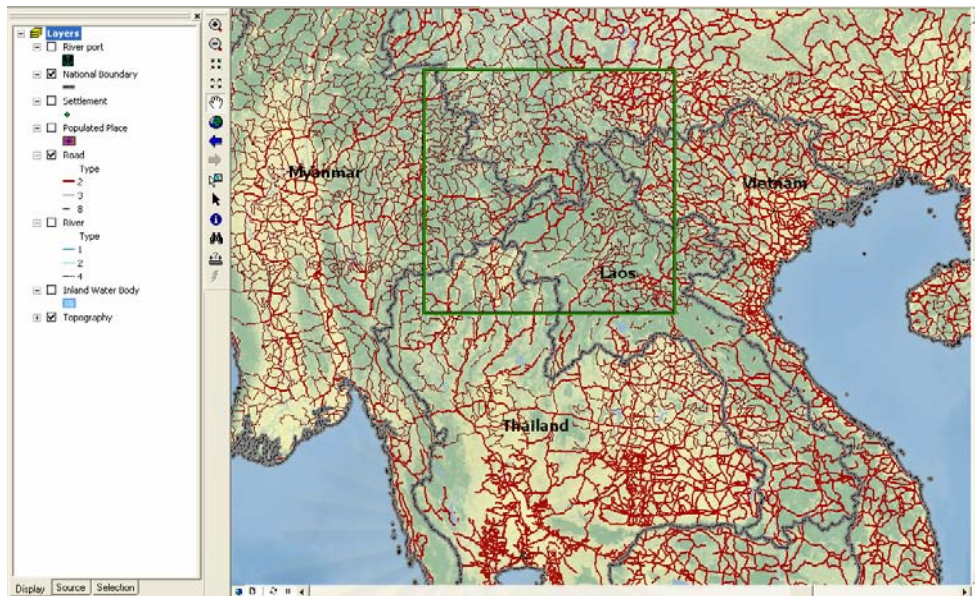 Layers
River port
National Boundary
Settlement
Populated Place
Road
Type
2
3
8
River
Type
1
2
4
Inland Water Body
Topography
Display Source Selection
Myanmar
Vietnam
Laos
Thailand